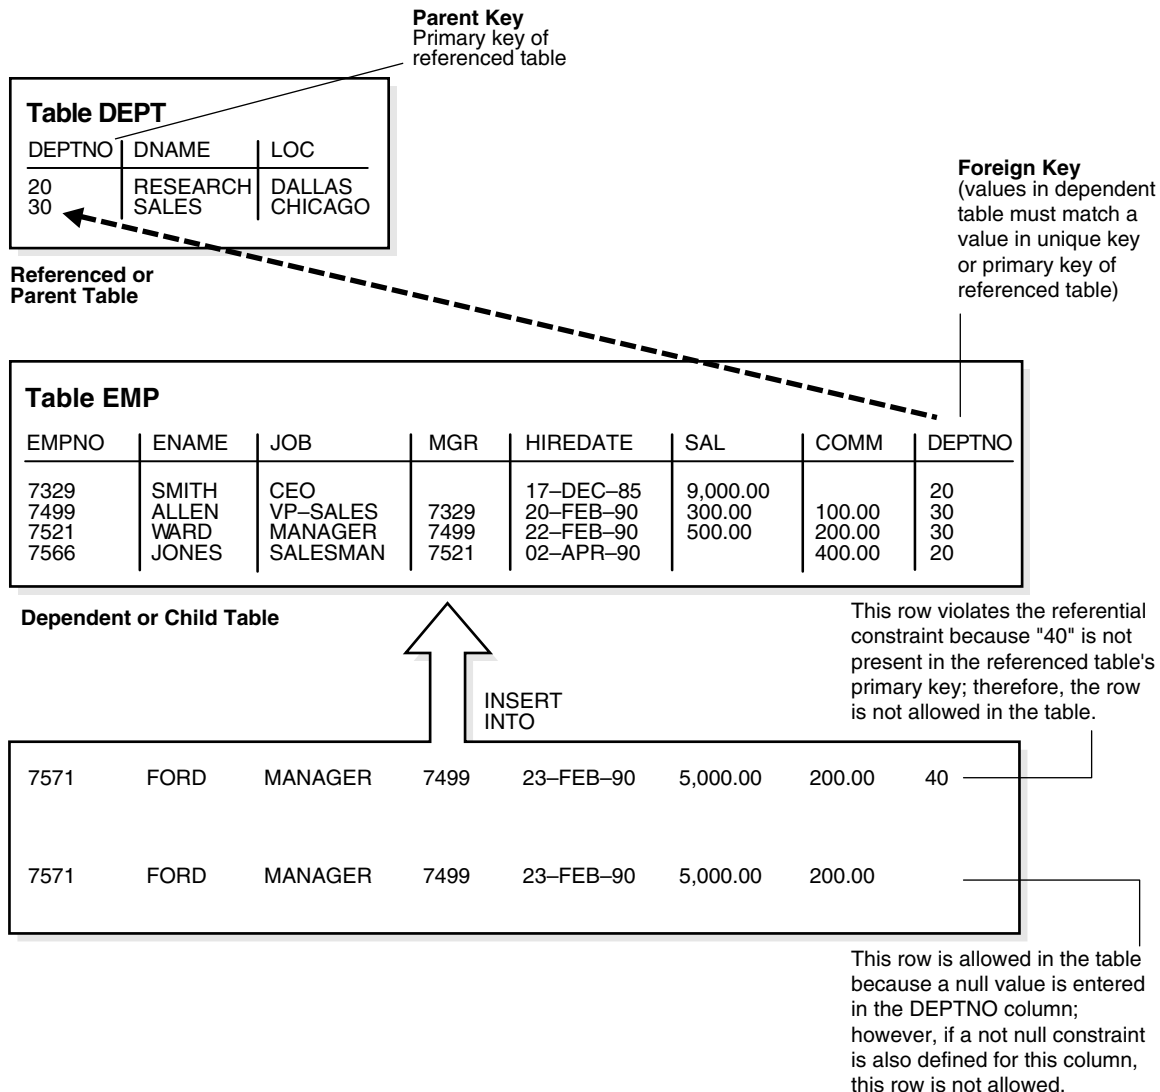 Parent Key
Primary key of
referenced table
Table DEPT
DEPTNO DNAME LOC
20 RESEARCH DALLAS
30 SALES CHICAGO
Referenced or
Parent Table
Foreign Key
(values in dependent
table must match a
value in unique key
or primary key of
referenced table)
Table EMP
EMPNO ENAME JOB MGR HIREDATE SAL COMM DEPTNO
7329 SMITH CEO 17–DEC–85 9,000.00 20
7499 ALLEN VP–SALES 7329 20–FEB–90 300.00 100.00 30
7521 WARD MANAGER 7499 22–FEB–90 500.00 200.00 30
7566 JONES SALESMAN 7521 02–APR–90 400.00 20
Dependent or Child Table
This row violates the referential
constraint because "40" is not
present in the referenced table's
primary key; therefore, the row
is not allowed in the table.
INSERT
INTO
7571 FORD MANAGER 7499 23–FEB–90 5,000.00 200.00 40
7571 FORD MANAGER 7499 23–FEB–90 5,000.00 200.00
This row is allowed in the table
because a null value is entered
in the DEPTNO column;
however, if a not null constraint
is also defined for this column,
this row is not allowed.